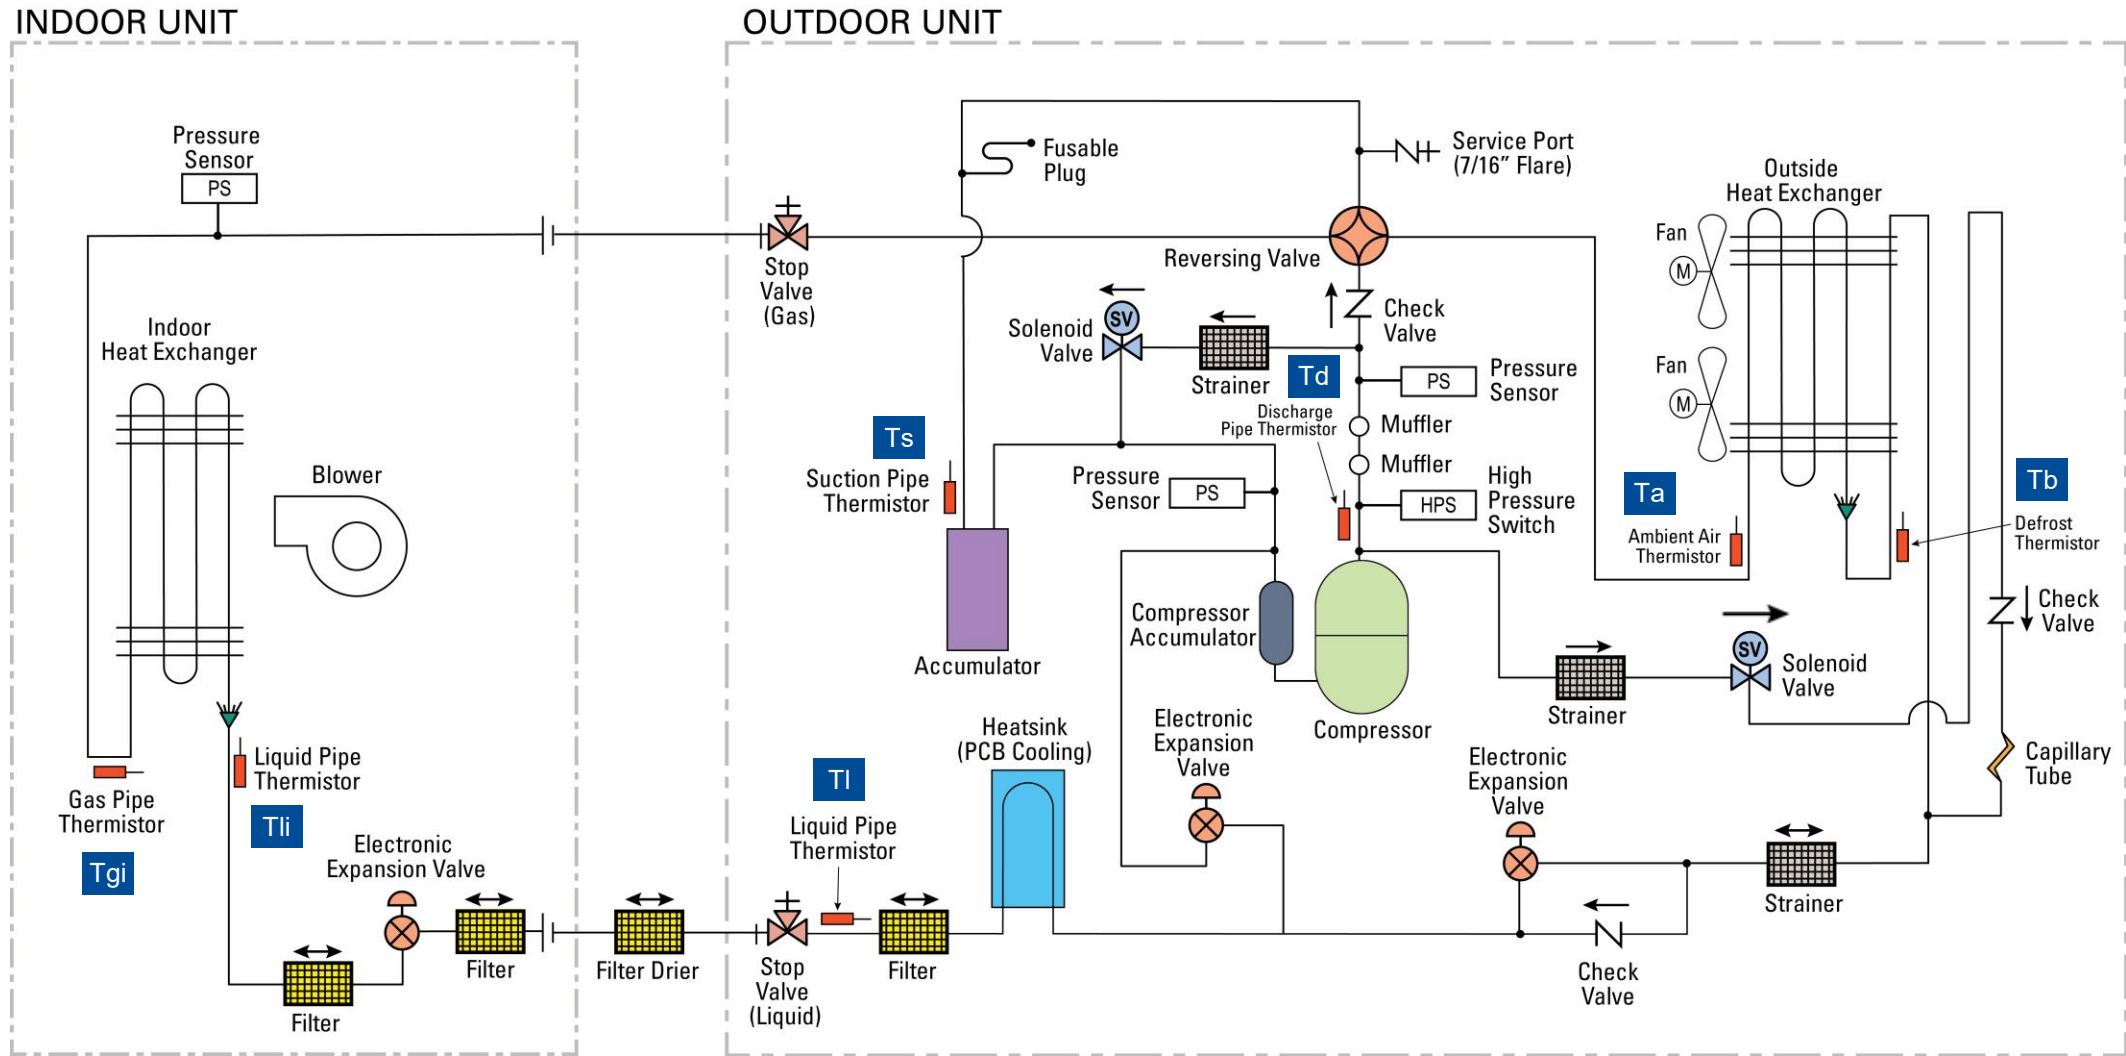 INDOOR UNIT
OUTDOOR UNIT
Pressure
Sensor
PS
Indoor
Heat Exchanger
Blower
Liquid Pipe
Thermistor
Tli
Gas Pipe
Thermistor
Tgi
Electronic
Expansion Valve
Filter
Filter
Filter Drier
Stop
Valve
(Gas)
Fusable
Plug
Service Port
(7/16” Flare)
Reversing Valve
Check
Valve
SV
Solenoid
Valve
Strainer
Td
Discharge
Pipe Thermistor
PS
Pressure
Sensor
Muffler
Muffler
HPS
High
Pressure
Switch
Ts
Suction Pipe
Thermistor
Pressure
Sensor
PS
Accumulator
Compressor
Accumulator
Compressor
Outside
Heat Exchanger
Fan
M
Fan
M
Ta
Ambient Air
Thermistor
Tb
Defrost
Thermistor
Check
Valve
SV
Solenoid
Valve
Strainer
Capillary
Tube
Heatsink
(PCB Cooling)
Electronic
Expansion
Valve
Electronic
Expansion
Valve
Tl
Liquid Pipe
Thermistor
Stop
Valve
(Liquid)
Filter
Strainer
Check
Valve